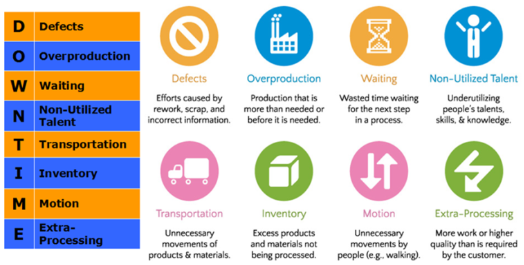 D Defects
O Overproduction
W Waiting
N Non-Utilized
Talent
T Transportation
I Inventory
M Motion
E Extra-
Processing
Defects
Efforts caused by
rework, scrap, and
incorrect information.
Overproduction
Production that is
more than needed or
before it is needed.
Waiting
Wasted time waiting
for the next step
in a process.
Non-Utilized Talent
Underutilizing
people's talents,
skills, & knowledge.
Transportation
Unnecessary
movements of
products & materials.
Inventory
Excess products
and materials not
being processed.
Motion
Unnecessary
movements by
people (e.g., walking).
Extra-Processing
More work or higher
quality than is required
by the customer.